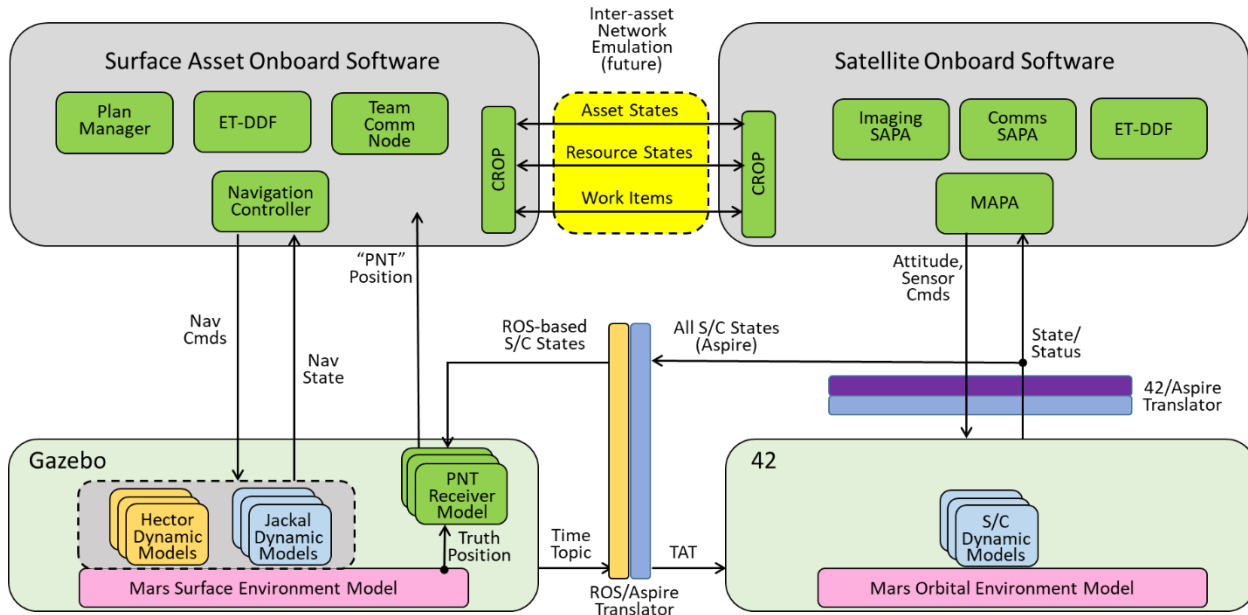 Inter-asset
Network
Emulation
(future)
Surface Asset Onboard Software
Plan
Manager
ET-DDF
Team
Comm
Node
Navigation
Controller
CROP
Asset States
Resource States
Work Items
Satellite Onboard Software
Imaging
SAPA
Comms
SAPA
ET-DDF
CROP
MAPA
"PNT"
Position
Nav
Cmds
Nav
State
ROS-based
S/C States
All S/C States
(Aspire)
Attitude,
Sensor
Cmds
State/
Status
42/Aspire
Translator
Gazebo
Hector
Dynamic
Models
Jackal
Dynamic
Models
PNT
Receiver
Model
Truth
Position
Mars Surface Environment Model
Time
Topic
TAT
ROS/Aspire
Translator
42
S/C
Dynamic
Models
Mars Orbital Environment Model